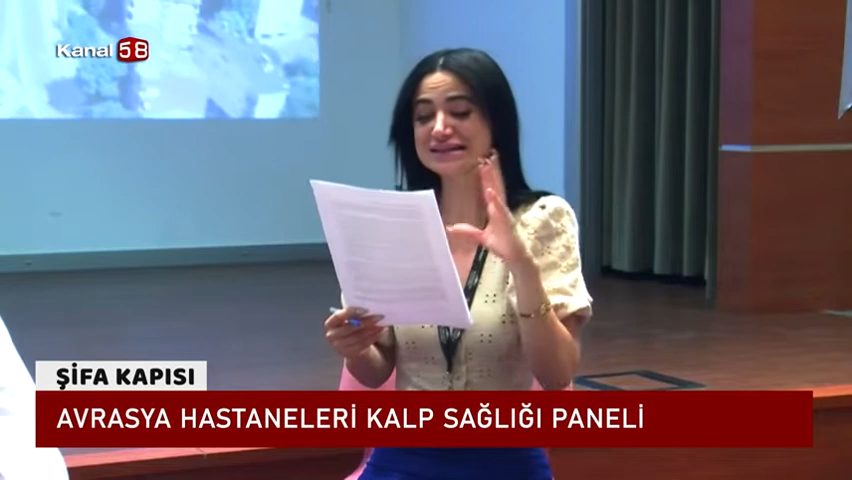 Kanal 58
ŞİFA KAPISI
AVRASYA HASTANELERİ KALP SAĞLIĞI PANELİ